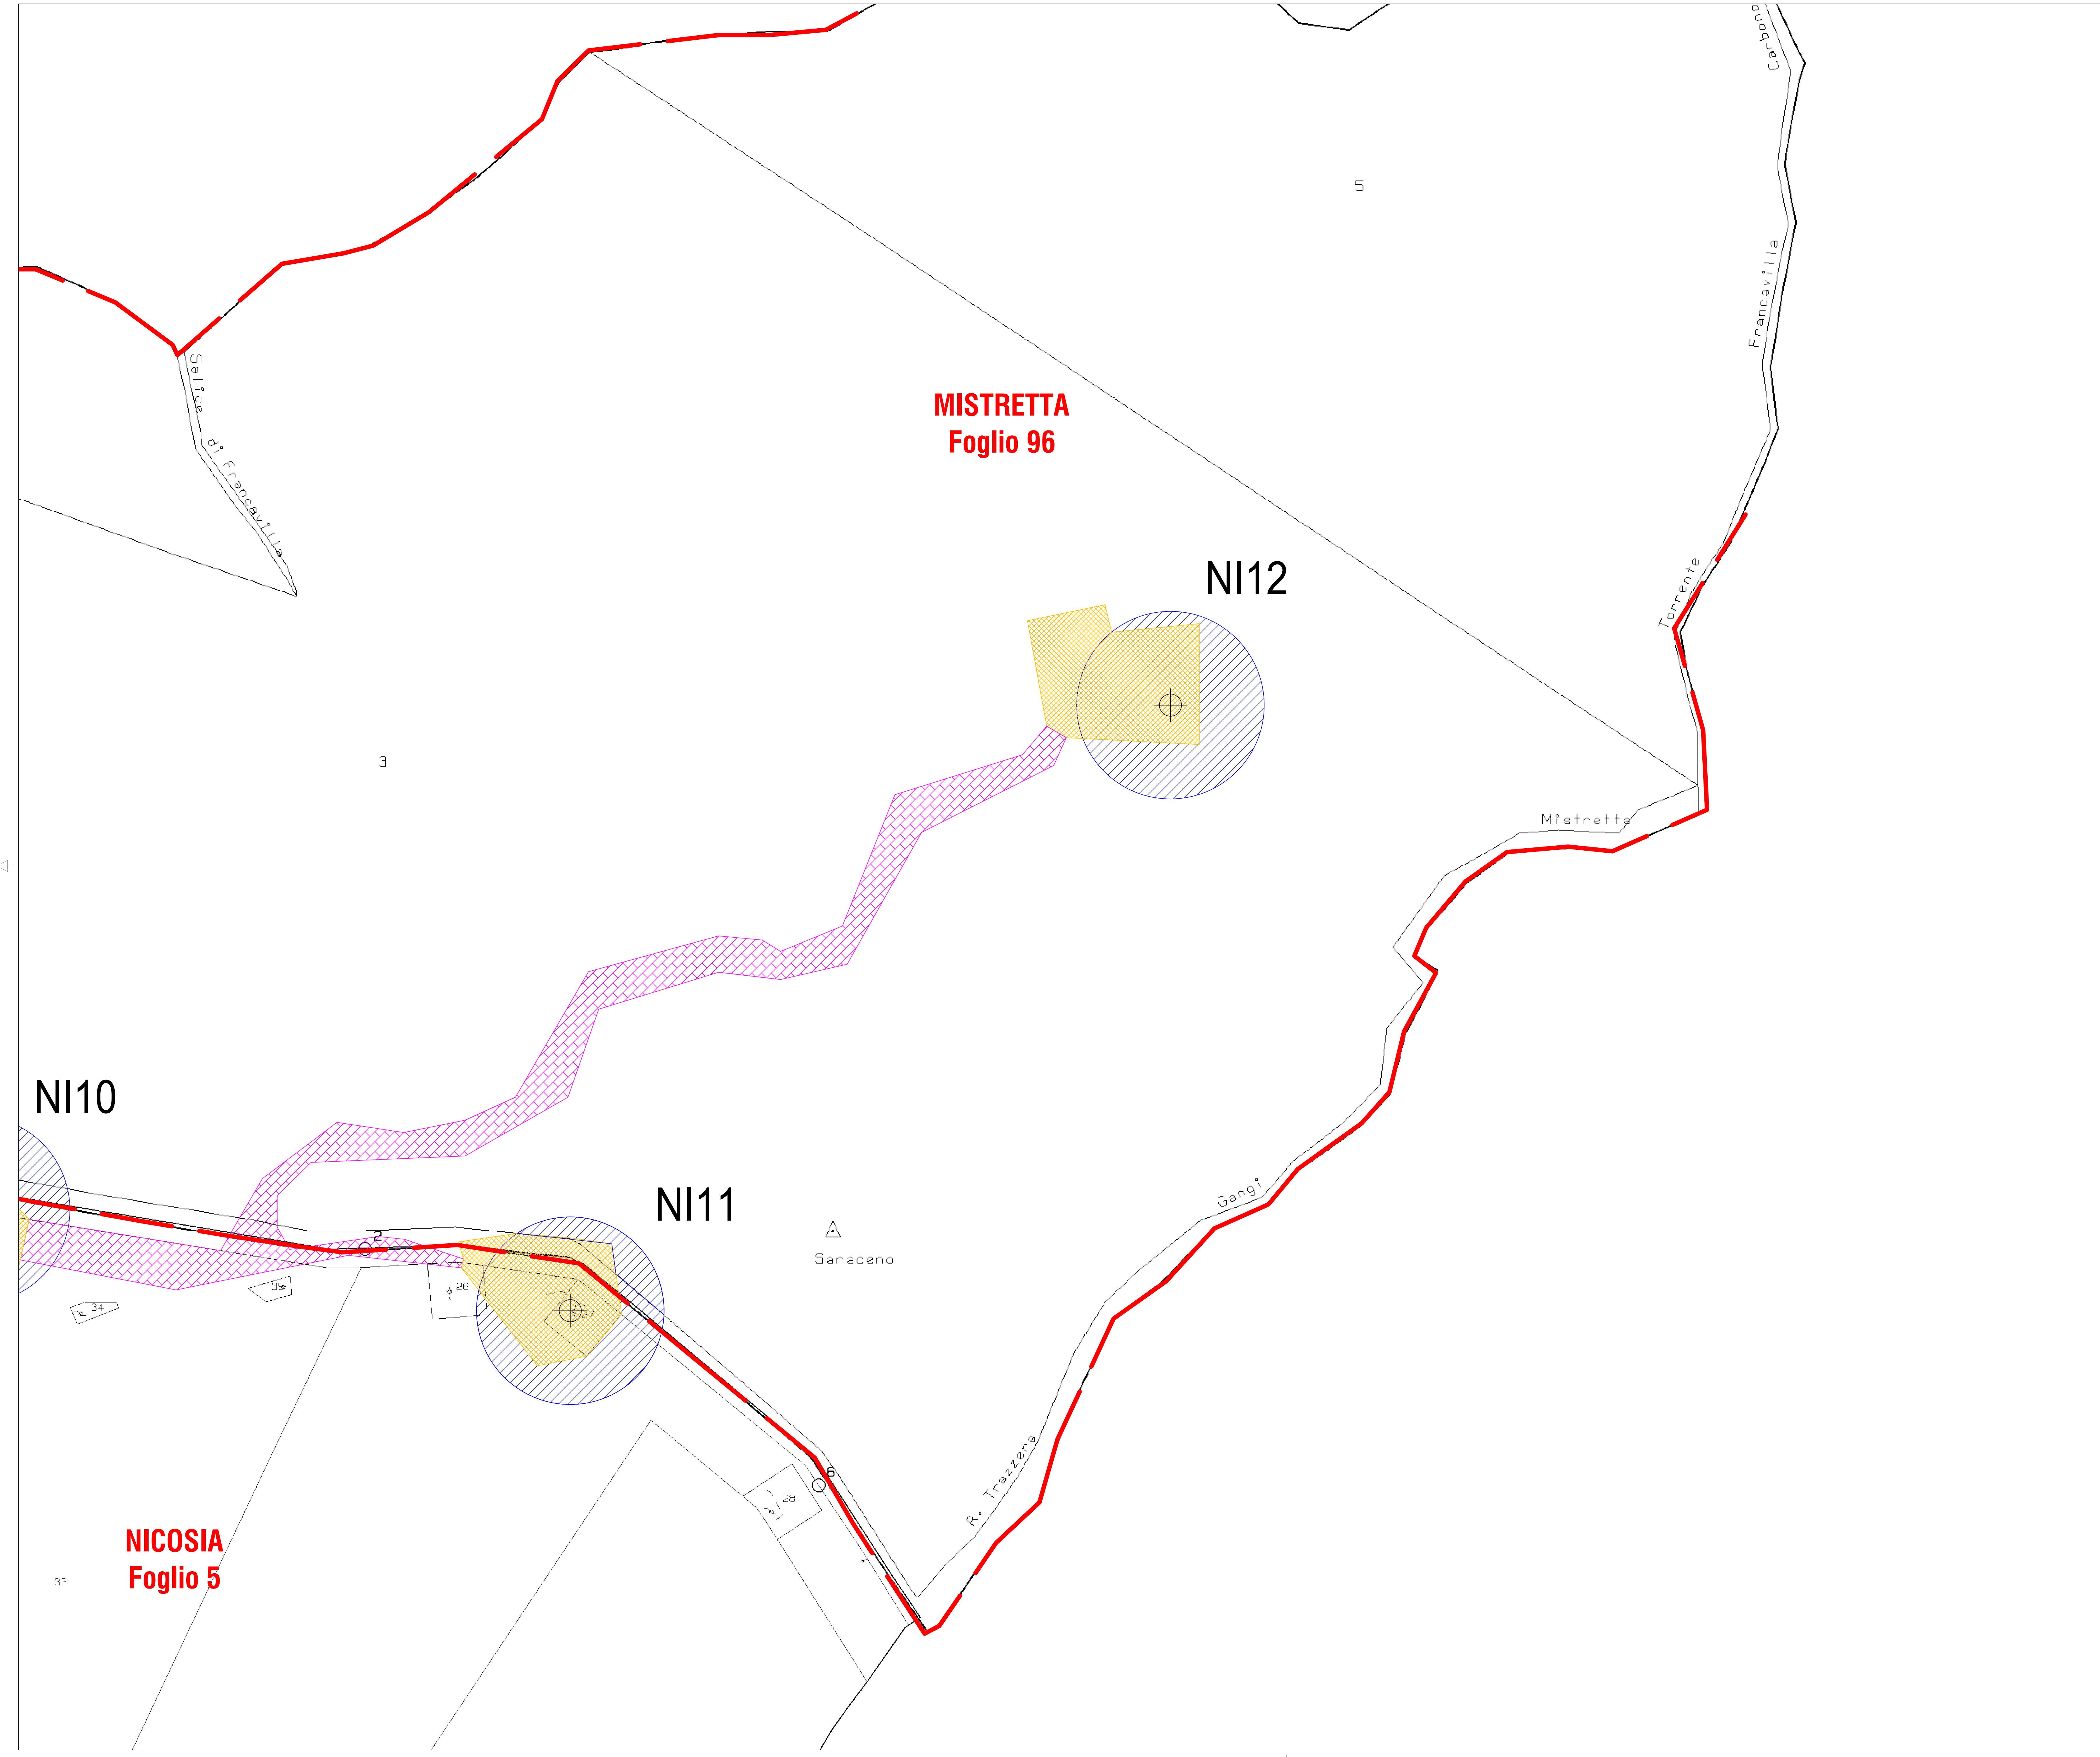 Carbone
5
Francavilla
Salice
di Francavilla
MISTRETTA
Foglio 96
NI12
Torrente
3
Mistretta
NI10
NI11
Gangi
2
Saraceno
35
26
34
27
R. Trazzera
6
28
NICOSIA
Foglio 5
33